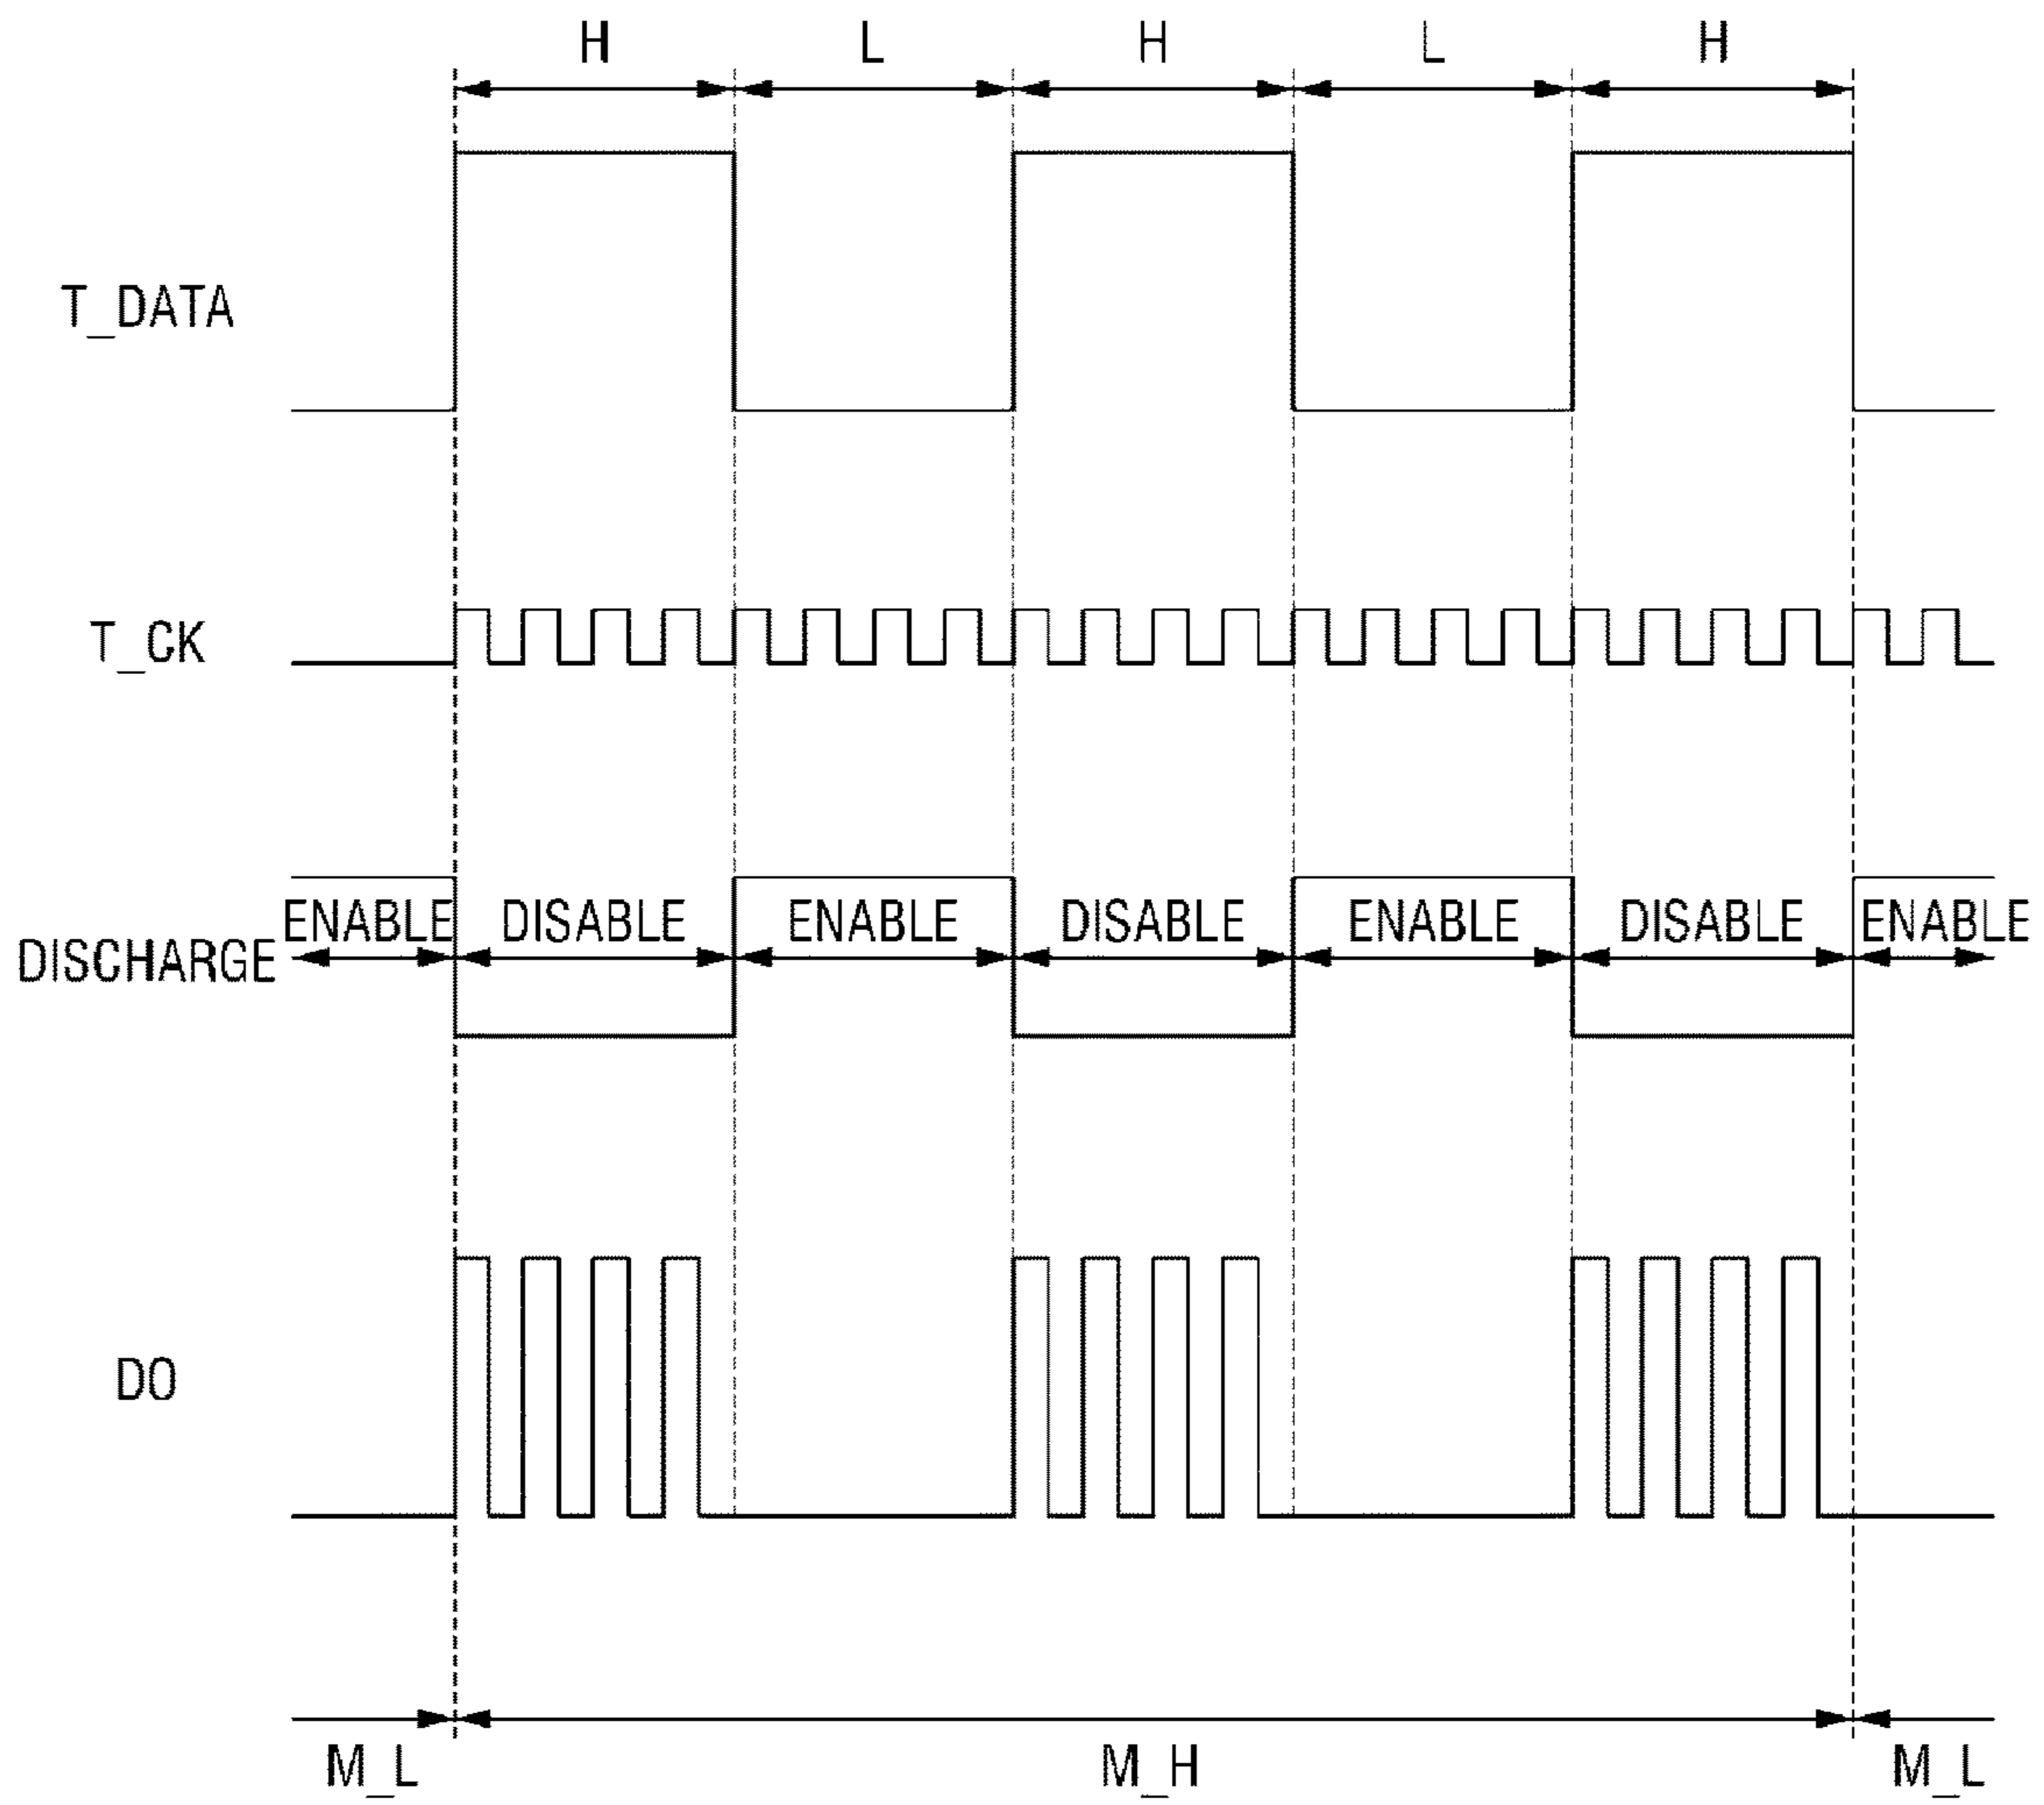 H L H L H
T_DATA
T_CK
ENABLE DISABLE ENABLE DISABLE ENABLE DISABLE ENABLE
DISCHARGE
DO
M_L M_H M_L